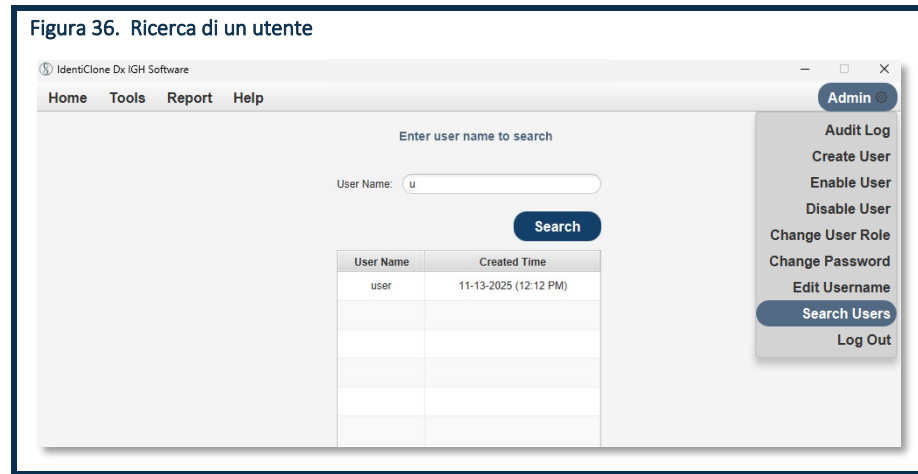 Figura 36. Ricerca di un utente
IdentiClone Dx IGH Software
Home Tools Report Help Admin
Enter user name to search
User Name: u
Search
User Name Created Time
user 11-13-2025 (12:12 PM)
Audit Log
Create User
Enable User
Disable User
Change User Role
Change Password
Edit Username
Search Users
Log Out